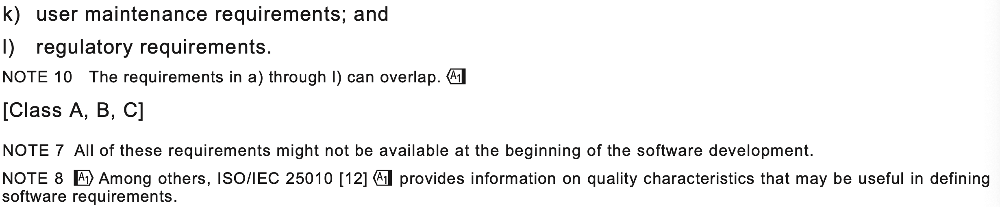 k) user maintenance requirements; and
l) regulatory requirements.
NOTE 10 The requirements in a) through l) can overlap. A1
[Class A, B, C]
NOTE 7 All of these requirements might not be available at the beginning of the software development.
NOTE 8 A1 Among others, ISO/IEC 25010 [12] A1 provides information on quality characteristics that may be useful in defining
software requirements.